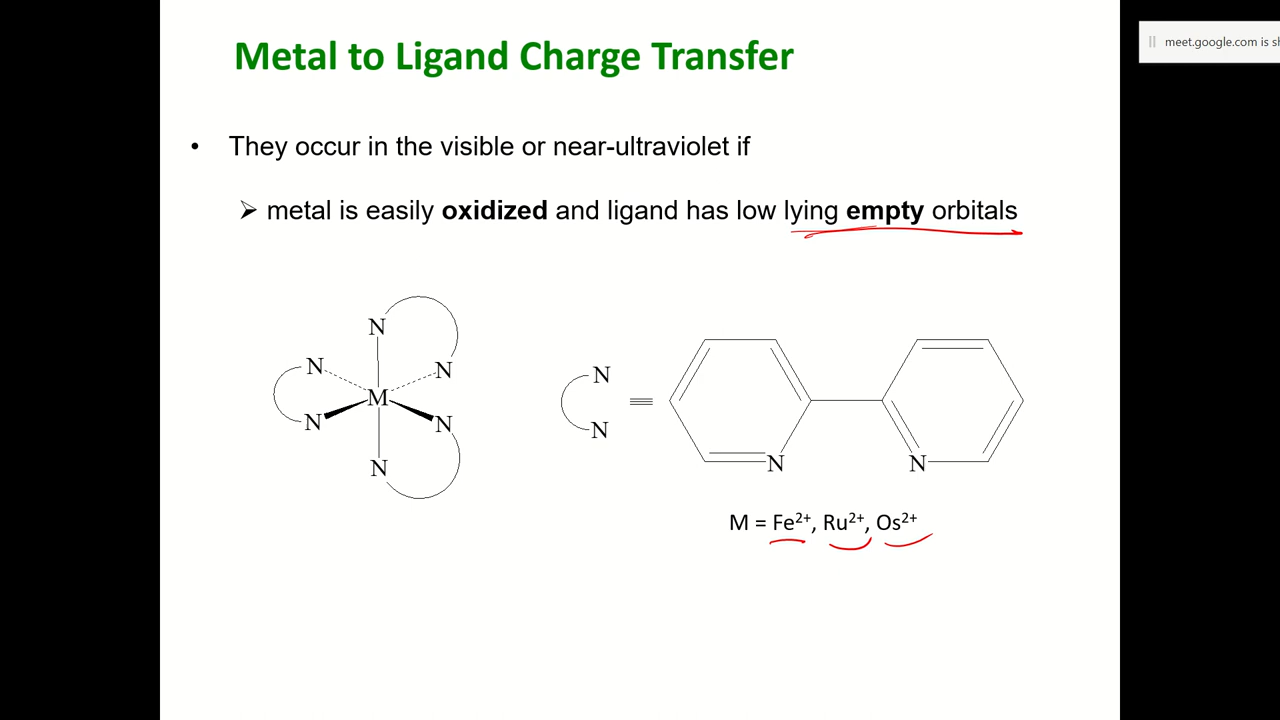 Metal to Ligand Charge Transfer
meet.google.com is sh
• They occur in the visible or near-ultraviolet if
➢ metal is easily oxidized and ligand has low lying empty orbitals
N
N
N
M
N
N
N
N
N
≡
N
N
M = Fe²⁺, Ru²⁺, Os²⁺